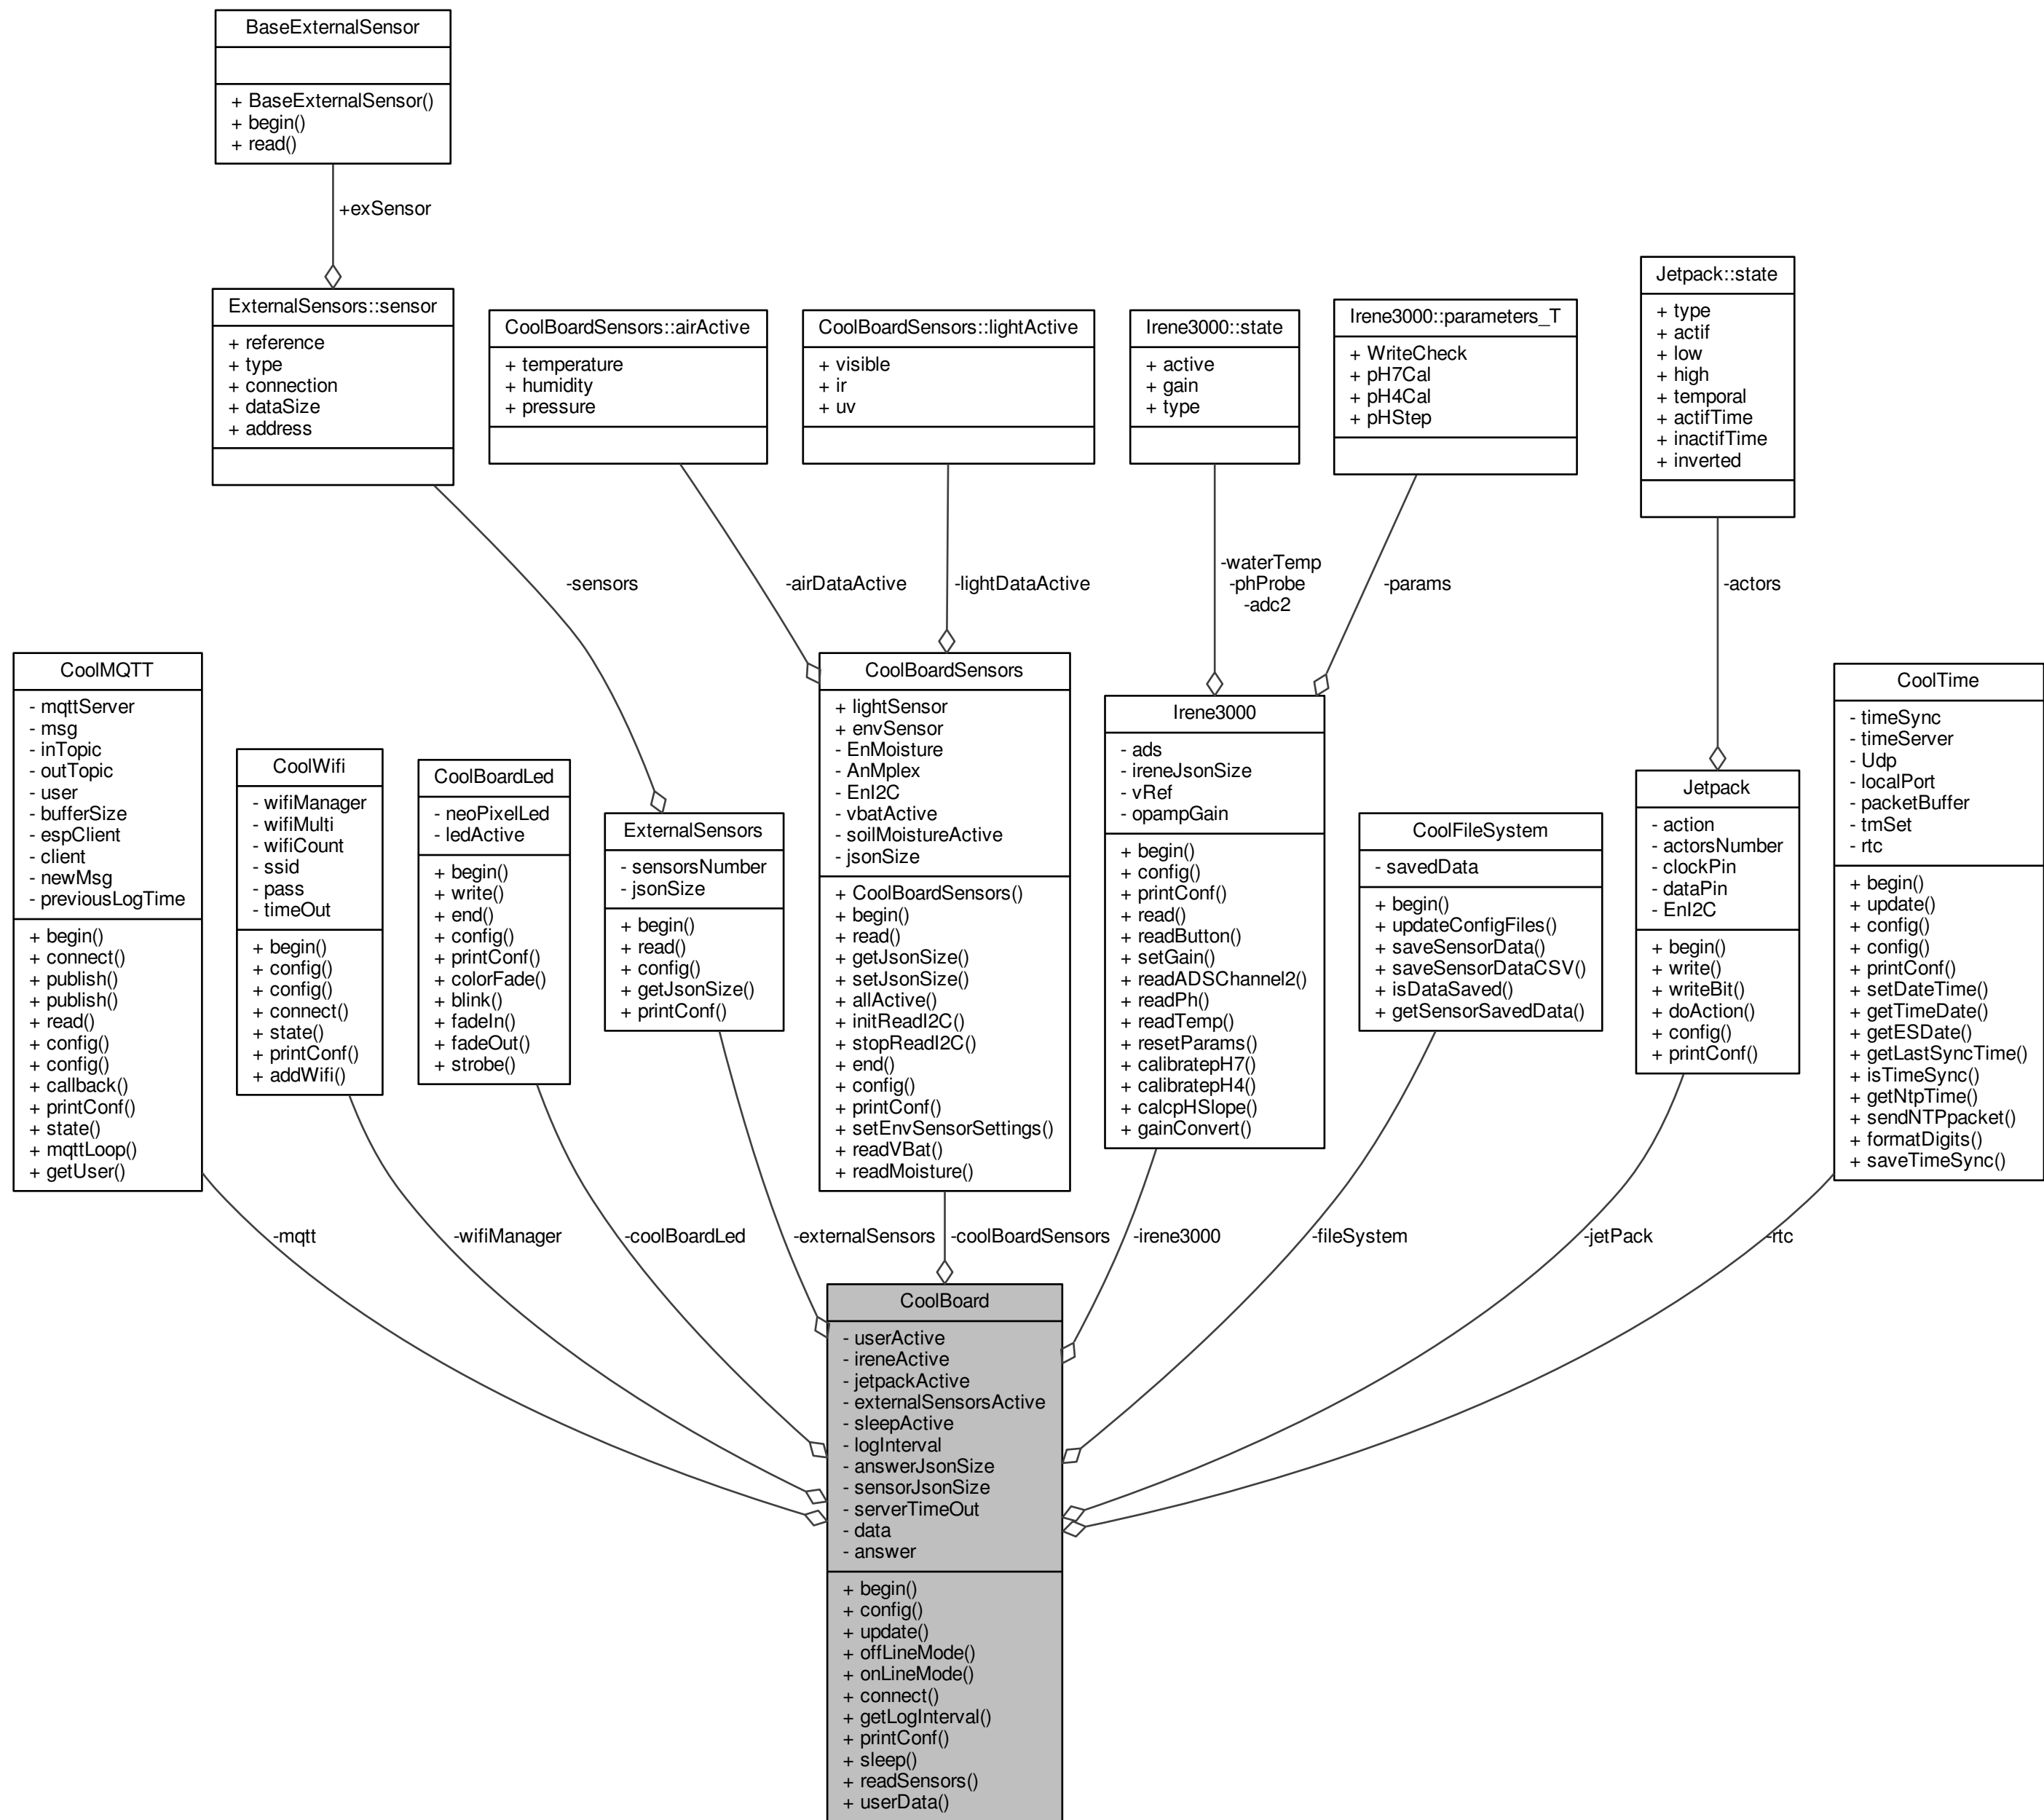 BaseExternalSensor
+ BaseExternalSensor()
+ begin()
+ read()
+exSensor
ExternalSensors::sensor
+ reference
+ type
+ connection
+ dataSize
+ address
CoolBoardSensors::airActive
+ temperature
+ humidity
+ pressure
CoolBoardSensors::lightActive
+ visible
+ ir
+ uv
Irene3000::state
+ active
+ gain
+ type
Irene3000::parameters_T
+ WriteCheck
+ pH7Cal
+ pH4Cal
+ pHStep
Jetpack::state
+ type
+ actif
+ low
+ high
+ temporal
+ actifTime
+ inactifTime
+ inverted
-sensors
-airDataActive
-lightDataActive
-waterTemp
-phProbe
-adc2
-params
-actors
CoolMQTT
- mqttServer
- msg
- inTopic
- outTopic
- user
- bufferSize
- espClient
- client
- newMsg
- previousLogTime
+ begin()
+ connect()
+ publish()
+ publish()
+ read()
+ config()
+ config()
+ callback()
+ printConf()
+ state()
+ mqttLoop()
+ getUser()
CoolWifi
- wifiManager
- wifiMulti
- wifiCount
- ssid
- pass
- timeOut
+ begin()
+ config()
+ config()
+ connect()
+ state()
+ printConf()
+ addWifi()
CoolBoardLed
- neoPixelLed
- ledActive
+ begin()
+ write()
+ end()
+ config()
+ printConf()
+ colorFade()
+ blink()
+ fadeIn()
+ fadeOut()
+ strobe()
ExternalSensors
- sensorsNumber
- jsonSize
+ begin()
+ read()
+ config()
+ getJsonSize()
+ printConf()
CoolBoardSensors
+ lightSensor
+ envSensor
- EnMoisture
- AnMplex
- EnI2C
- vbatActive
- soilMoistureActive
- jsonSize
+ CoolBoardSensors()
+ begin()
+ read()
+ getJsonSize()
+ setJsonSize()
+ allActive()
+ initReadI2C()
+ stopReadI2C()
+ end()
+ config()
+ printConf()
+ setEnvSensorSettings()
+ readVBat()
+ readMoisture()
Irene3000
- ads
- ireneJsonSize
- vRef
- opampGain
+ begin()
+ config()
+ printConf()
+ read()
+ readButton()
+ setGain()
+ readADSChannel2()
+ readPh()
+ readTemp()
+ resetParams()
+ calibratepH7()
+ calibratepH4()
+ calcpHSlope()
+ gainConvert()
CoolFileSystem
- savedData
+ begin()
+ updateConfigFiles()
+ saveSensorData()
+ saveSensorDataCSV()
+ isDataSaved()
+ getSensorSavedData()
Jetpack
- action
- actorsNumber
- clockPin
- dataPin
- EnI2C
+ begin()
+ write()
+ writeBit()
+ doAction()
+ config()
+ printConf()
CoolTime
- timeSync
- timeServer
- Udp
- localPort
- packetBuffer
- tmSet
- rtc
+ begin()
+ update()
+ config()
+ config()
+ printConf()
+ setDateTime()
+ getTimeDate()
+ getESDate()
+ getLastSyncTime()
+ isTimeSync()
+ getNtpTime()
+ sendNTPpacket()
+ formatDigits()
+ saveTimeSync()
-mqtt
-wifiManager
-coolBoardLed
-externalSensors
-coolBoardSensors
-irene3000
-fileSystem
-jetPack
-rtc
CoolBoard
- userActive
- ireneActive
- jetpackActive
- externalSensorsActive
- sleepActive
- logInterval
- answerJsonSize
- sensorJsonSize
- serverTimeOut
- data
- answer
+ begin()
+ config()
+ update()
+ offLineMode()
+ onLineMode()
+ connect()
+ getLogInterval()
+ printConf()
+ sleep()
+ readSensors()
+ userData()